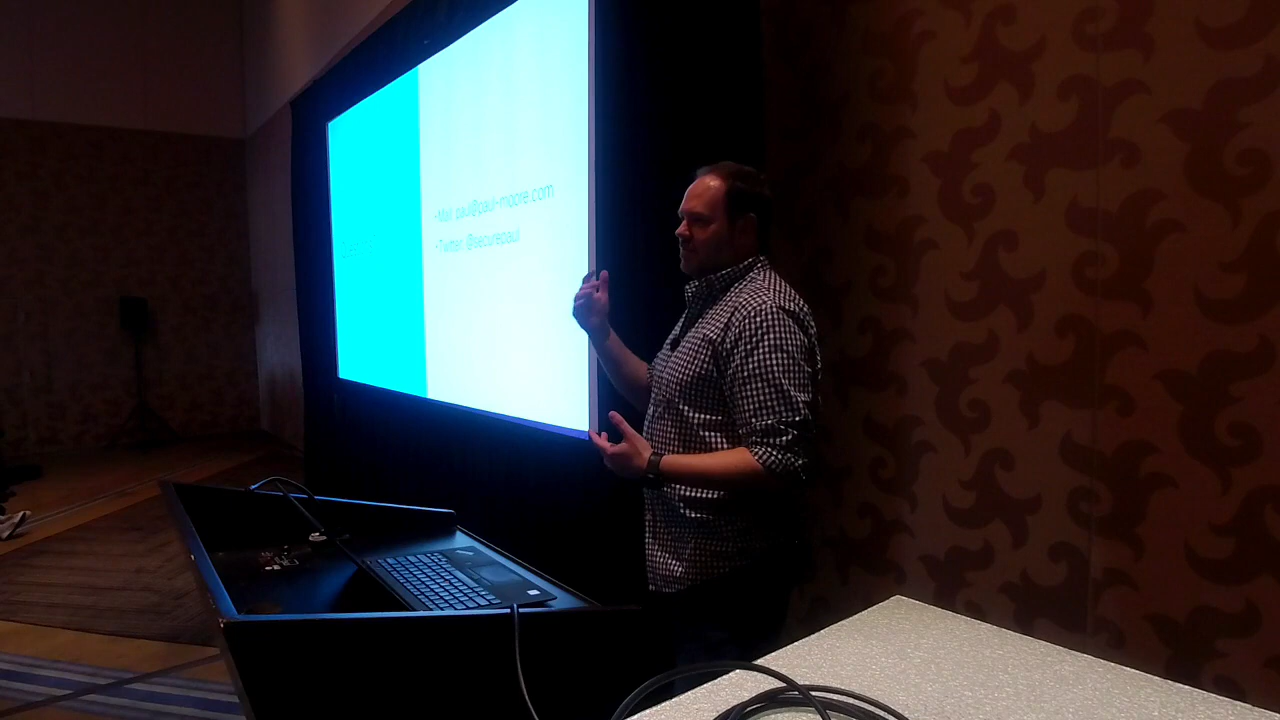 • Mail: paul@paul-moore.com
• Twitter: @securepaul